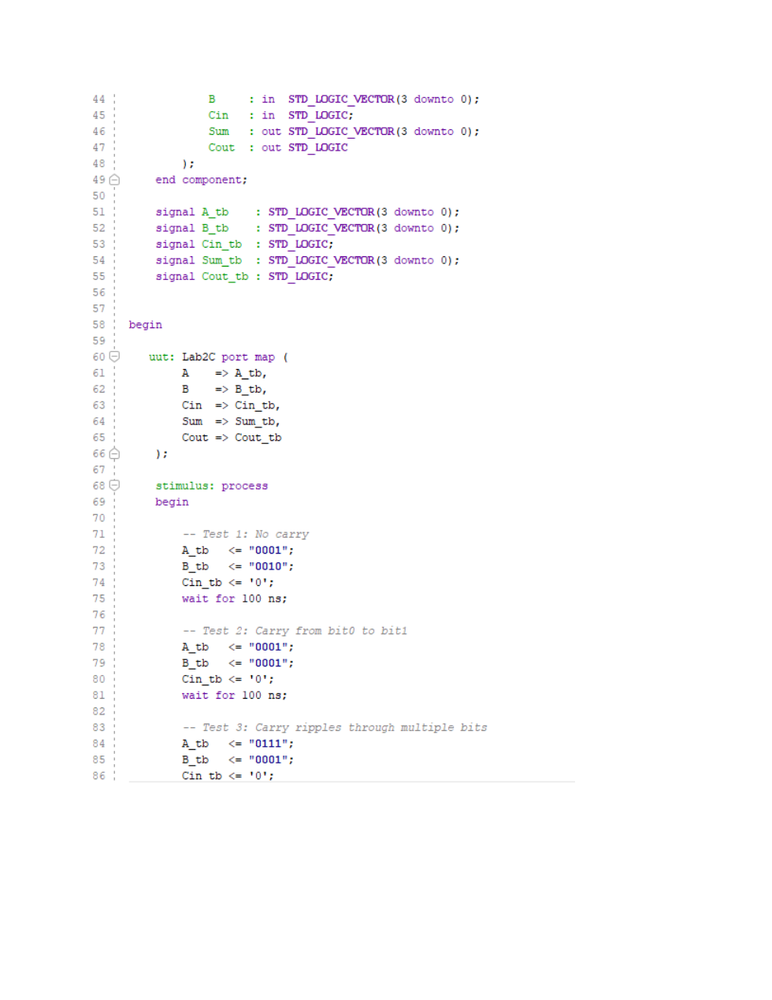 44 B : in STD_LOGIC_VECTOR(3 downto 0);
45 Cin : in STD_LOGIC;
46 Sum : out STD_LOGIC_VECTOR(3 downto 0);
47 Cout : out STD_LOGIC
48 );
49 end component;
50
51 signal A_tb : STD_LOGIC_VECTOR(3 downto 0);
52 signal B_tb : STD_LOGIC_VECTOR(3 downto 0);
53 signal Cin_tb : STD_LOGIC;
54 signal Sum_tb : STD_LOGIC_VECTOR(3 downto 0);
55 signal Cout_tb : STD_LOGIC;
56
57
58 begin
59
60 uut: Lab2C port map (
61 A => A_tb,
62 B => B_tb,
63 Cin => Cin_tb,
64 Sum => Sum_tb,
65 Cout => Cout_tb
66 );
67
68 stimulus: process
69 begin
70
71 -- Test 1: No carry
72 A_tb <= "0001";
73 B_tb <= "0010";
74 Cin_tb <= '0';
75 wait for 100 ns;
76
77 -- Test 2: Carry from bit0 to bit1
78 A_tb <= "0001";
79 B_tb <= "0001";
80 Cin_tb <= '0';
81 wait for 100 ns;
82
83 -- Test 3: Carry ripples through multiple bits
84 A_tb <= "0111";
85 B_tb <= "0001";
86 Cin_tb <= '0';